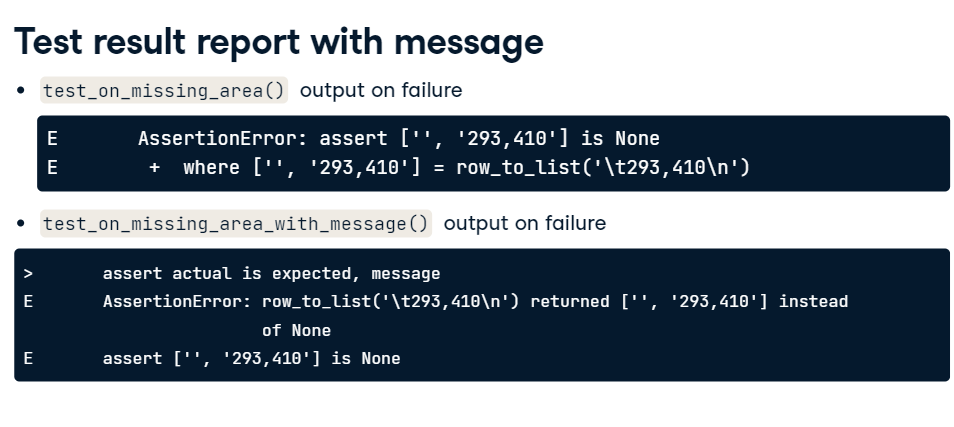 Test result report with message
• test_on_missing_area() output on failure
E       AssertionError: assert ['', '293,410'] is None
E        +  where ['', '293,410'] = row_to_list('\t293,410\n')
• test_on_missing_area_with_message() output on failure
>       assert actual is expected, message
E       AssertionError: row_to_list('\t293,410\n') returned ['', '293,410'] instead
                        of None
E       assert ['', '293,410'] is None